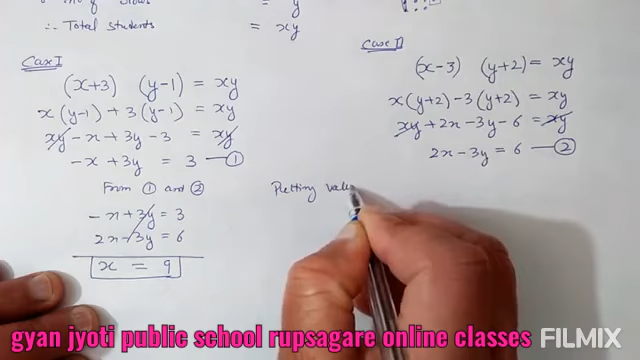 y
∴ Total students = xy
Case I
(x+3) (y-1) = xy
x(y-1) + 3(y-1) = xy
xy - x + 3y - 3 = xy
-x + 3y = 3 —①
From ① and ②
-x + 3y = 3
2x - 3y = 6
x = 9
Case II
(x-3) (y+2) = xy
x(y+2) - 3(y+2) = xy
xy + 2x - 3y - 6 = xy
2x - 3y = 6 —②
Putting valu
gyan jyoti public school rupsagare online classes
FILMIX